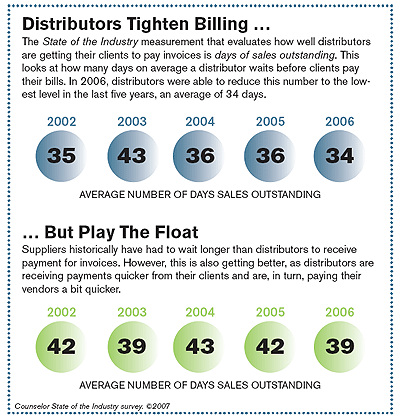 Distributors Tighten Billing ...
The State of the Industry measurement that evaluates how well distributors
are getting their clients to pay invoices is days of sales outstanding. This
looks at how many days on average a distributor waits before clients pay
their bills. In 2006, distributors were able to reduce this number to the low-
est level in the last five years, an average of 34 days.
2002 2003 2004 2005 2006
35 43 36 36 34
AVERAGE NUMBER OF DAYS SALES OUTSTANDING
... But Play The Float
Suppliers historically have had to wait longer than distributors to receive
payment for invoices. However, this is also getting better, as distributors are
receiving payments quicker from their clients and are, in turn, paying their
vendors a bit quicker.
2002 2003 2004 2005 2006
42 39 43 42 39
AVERAGE NUMBER OF DAYS SALES OUTSTANDING
Counselor State of the Industry survey. ©2007